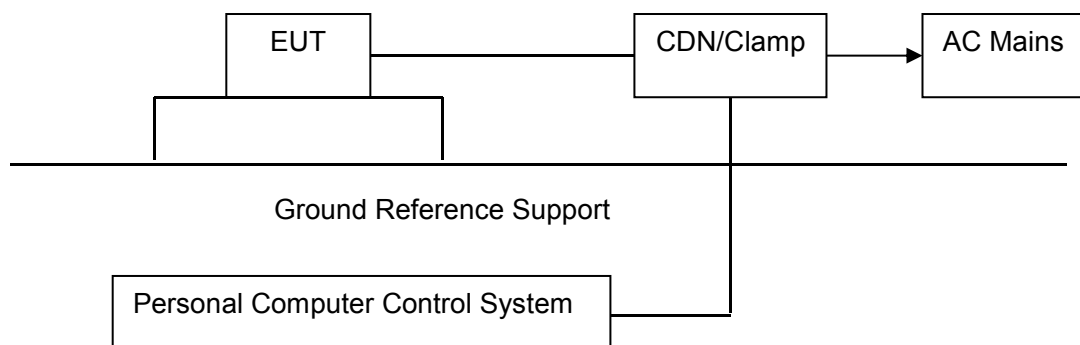 EUT
CDN/Clamp
AC Mains
Ground Reference Support
Personal Computer Control System